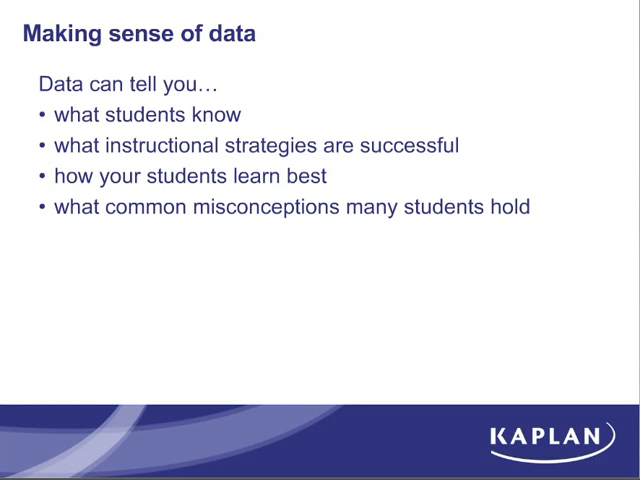 Making sense of data
Data can tell you…
• what students know
• what instructional strategies are successful
• how your students learn best
• what common misconceptions many students hold
KAPLAN